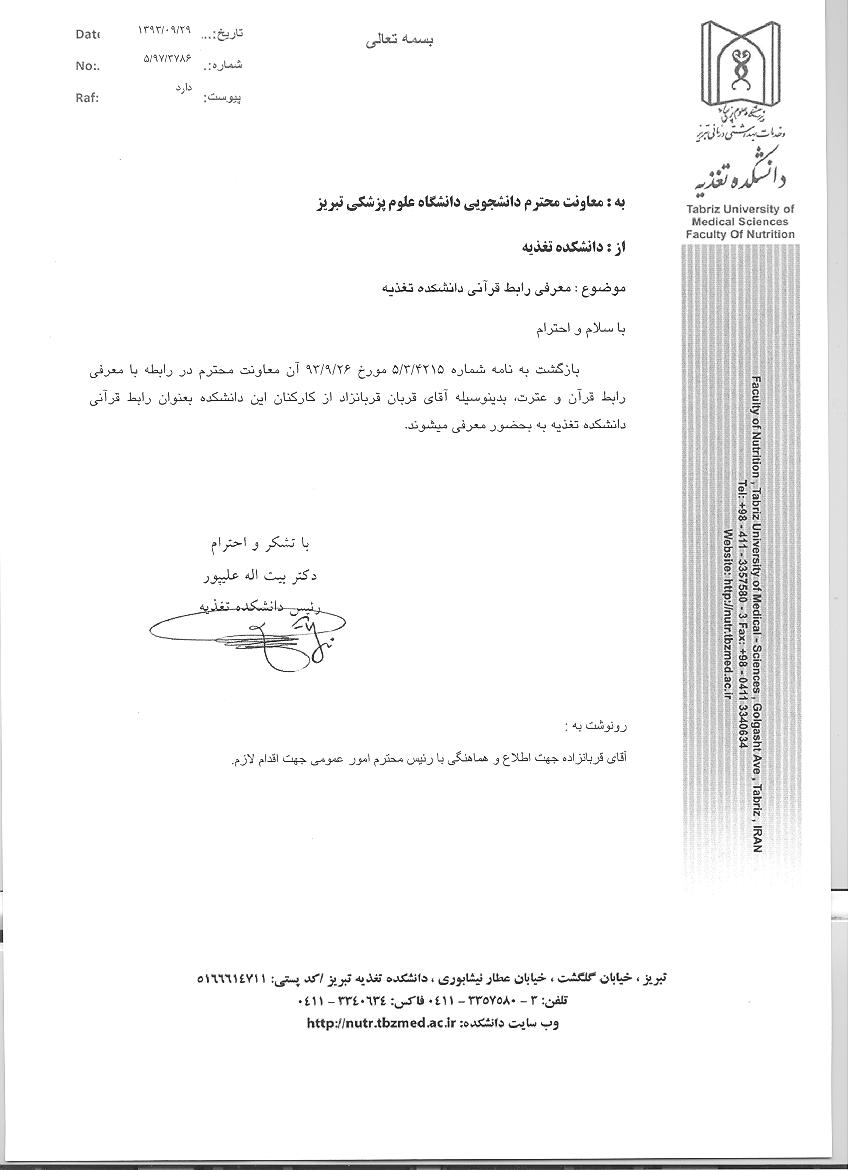 بسمه تعالی
تاریخ:... ۱۳۹۳/۰۹/۲۹ Date
شماره:. ۵/۹۷/۳۷۸۶ No:.
پیوست: دارد Raf:
دانشگاه علوم پزشکی
و خدمات بهداشتی درمانی تبریز
دانشکده تغذیه
Tabriz University of
Medical Sciences
Faculty Of Nutrition
به : معاونت محترم دانشجویی دانشگاه علوم پزشکی تبریز
از : دانشکده تغذیه
موضوع : معرفی رابط قرآنی دانشکده تغذیه
با سلام و احترام
بازگشت به نامه شماره ۵/۳/۴۲۱۵ مورخ ۹۳/۹/۲۶ آن معاونت محترم در رابطه با معرفی
رابط قرآن و عترت، بدینوسیله آقای قربان قربانزاد از کارکنان این دانشکده بعنوان رابط قرآنی
دانشکده تغذیه به بحضور معرفی میشوند.
با تشکر و احترام
دکتر بیت اله علیپور
رئیس دانشکده تغذیه
رونوشت به :
آقای قربانزاده جهت اطلاع و هماهنگی با رئیس محترم امور عمومی جهت اقدام لازم.
Faculty of Nutrition , Tabriz University of Medical - Sciences , Golgasht Ave , Tabriz , IRAN
Tel: +98 - 411 - 3357580 - 3 Fax: +98 - 0411 3340634
Website: http://nutr.tbzmed.ac.ir
تبریز ، خیابان گلگشت ، خیابان عطار نیشابوری ، دانشکده تغذیه تبریز /کد پستی: ۵۱۶۶۶۱۴۷۱۱
تلفن: ۳ - ۳۳۵۷۵۸۰ - ۰۴۱۱ فاکس: ۳۳۴۰۶۳۴ - ۰۴۱۱
وب سایت دانشکده: http://nutr.tbzmed.ac.ir